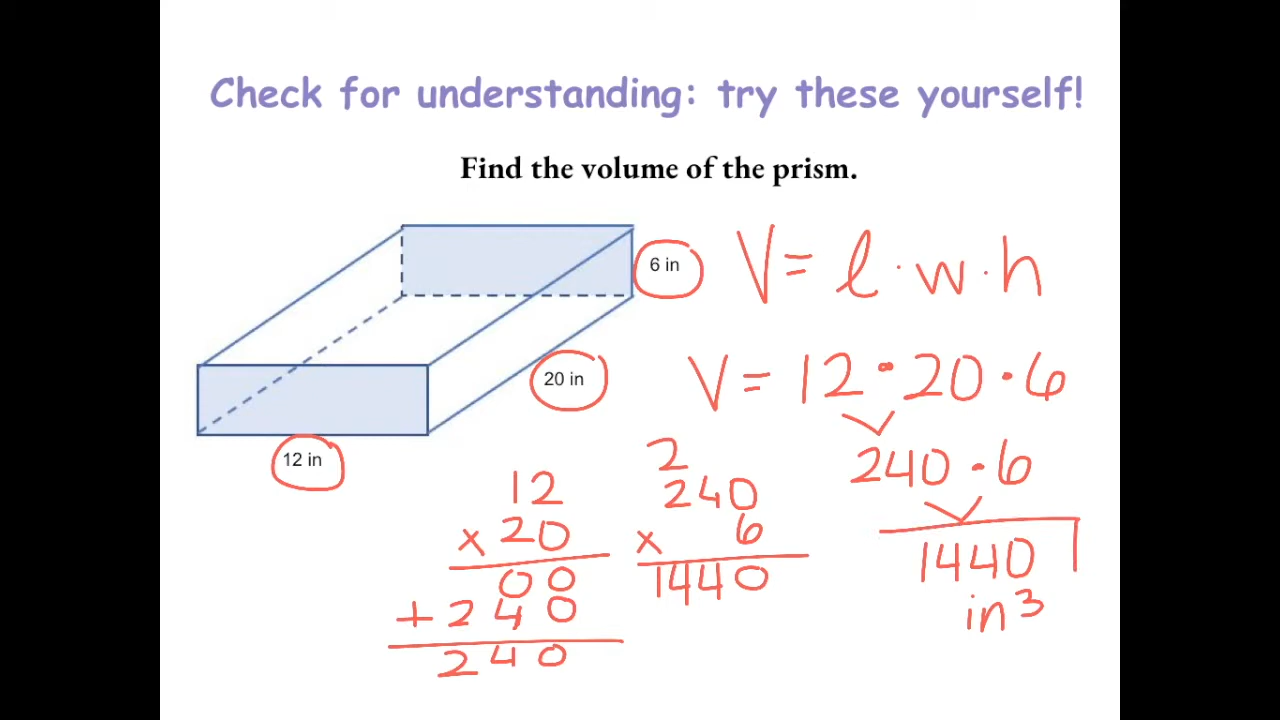 Check for understanding: try these yourself!
Find the volume of the prism.
6 in
20 in
12 in
V = l · w · h
V = 12 · 20 · 6
240 · 6
1440
in³
12
x 20
00
+ 240
240
2
240
x 6
1440